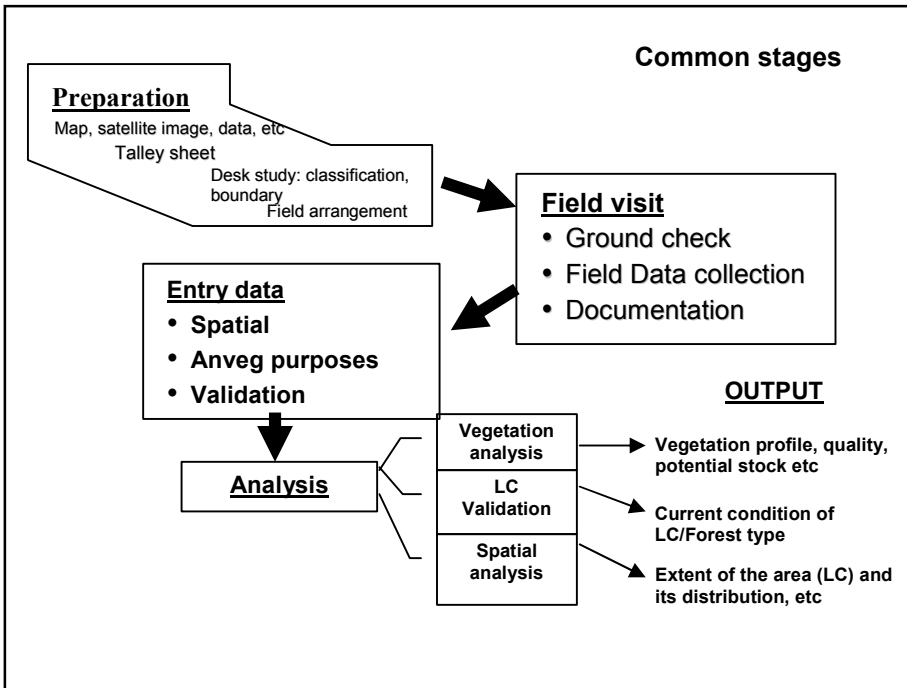 Common stages
Preparation
Map, satellite image, data, etc
Talley sheet
Desk study: classification,
boundary
Field arrangement
Field visit
• Ground check
• Field Data collection
• Documentation
Entry data
• Spatial
• Anveg purposes
• Validation
Analysis
Vegetation
analysis
LC
Validation
Spatial
analysis
OUTPUT
Vegetation profile, quality,
potential stock etc
Current condition of
LC/Forest type
Extent of the area (LC) and
its distribution, etc